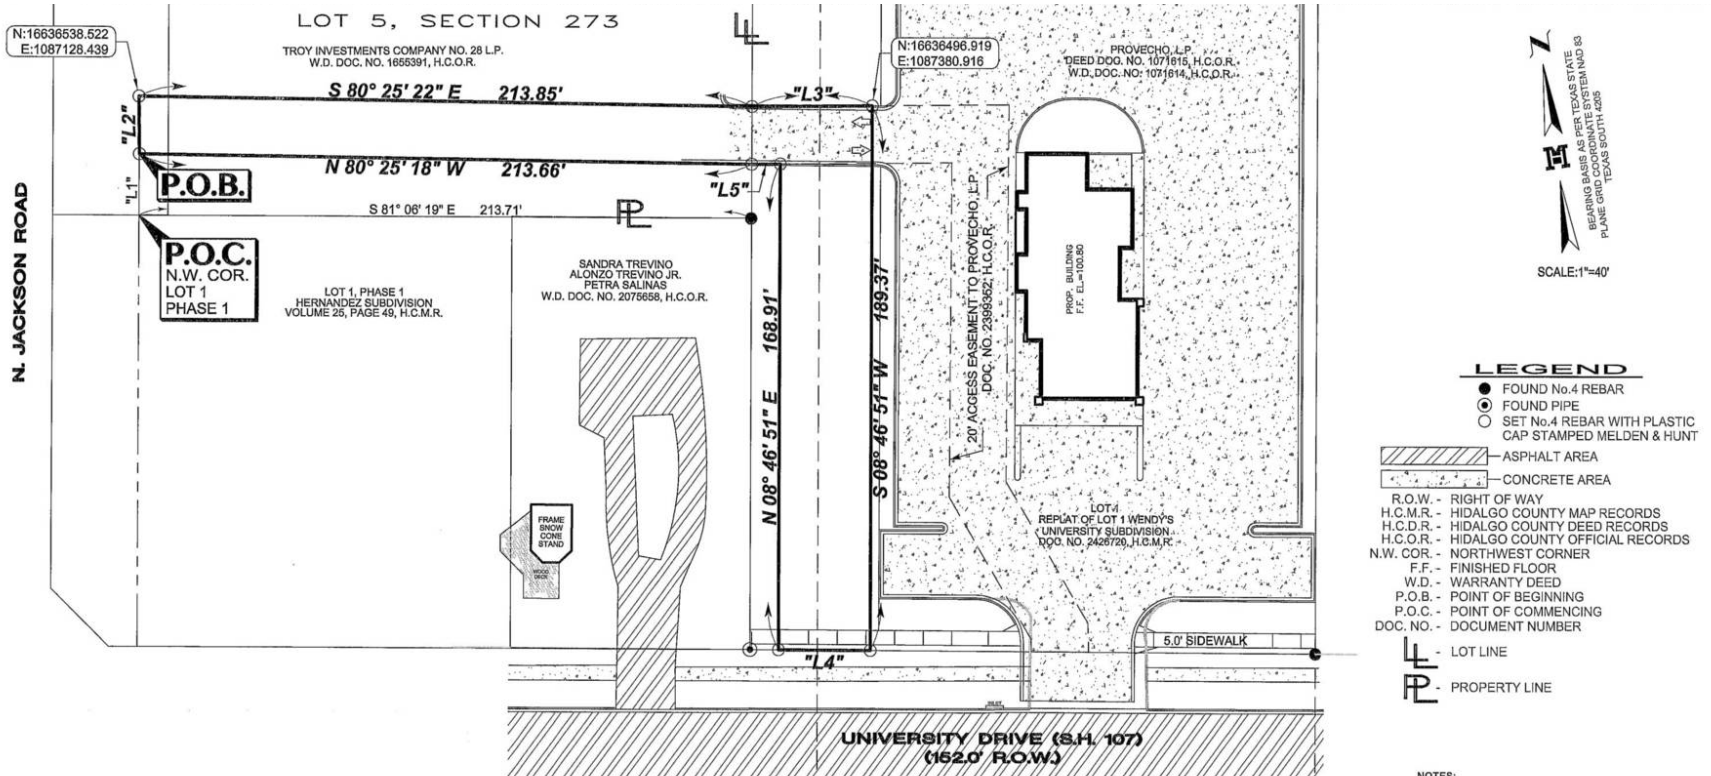 N:16636538.522
E:1087128.439
LOT 5, SECTION 273
TROY INVESTMENTS COMPANY NO. 28 L.P.
W.D. DOC. NO. 1655391, H.C.O.R.
LL
N:16636496.919
E:1087380.916
PROVECHO, L.P.
DEED DOC. NO. 1071615, H.C.O.R.
W.D. DOC. NO. 1071614, H.C.O.R.
S 80° 25' 22" E 213.85'
"L3"
"L2"
N 80° 25' 18" W 213.66'
"L5"
P.O.B.
"L1"
S 81° 06' 19" E 213.71'
PL
P.O.C.
N.W. COR.
LOT 1
PHASE 1
N. JACKSON ROAD
LOT 1, PHASE 1
HERNANDEZ SUBDIVISION
VOLUME 25, PAGE 49, H.C.M.R.
SANDRA TREVINO
ALONZO TREVINO JR.
PETRA SALINAS
W.D. DOC. NO. 2075658, H.C.O.R.
N 08° 46' 51" E 168.91'
S 08° 46' 51" W 189.37'
20' ACCESS EASEMENT TO PROVECHO, L.P.
DOC. NO. 2399362, H.C.O.R.
PROP. BUILDING
F.F. EL=100.80
FRAME
SNOW
CONE
STAND
WOOD
DECK
LOT 1
REPLAT OF LOT 1 WENDY'S
UNIVERSITY SUBDIVISION
DOC. NO. 2426720, H.C.M.R.
5.0' SIDEWALK
"L4"
INLET
UNIVERSITY DRIVE (S.H. 107)
(152.0' R.O.W.)
N
H
BEARING BASIS AS PER TEXAS STATE
PLANE GRID COORDINATE SYSTEM NAD 83
TEXAS SOUTH 4205
SCALE:1"=40'
LEGEND
FOUND No.4 REBAR
FOUND PIPE
SET No.4 REBAR WITH PLASTIC
CAP STAMPED MELDEN & HUNT
ASPHALT AREA
CONCRETE AREA
R.O.W. - RIGHT OF WAY
H.C.M.R. - HIDALGO COUNTY MAP RECORDS
H.C.D.R. - HIDALGO COUNTY DEED RECORDS
H.C.O.R. - HIDALGO COUNTY OFFICIAL RECORDS
N.W. COR. - NORTHWEST CORNER
F.F. - FINISHED FLOOR
W.D. - WARRANTY DEED
P.O.B. - POINT OF BEGINNING
P.O.C. - POINT OF COMMENCING
DOC. NO. - DOCUMENT NUMBER
LL - LOT LINE
PL - PROPERTY LINE
NOTES: